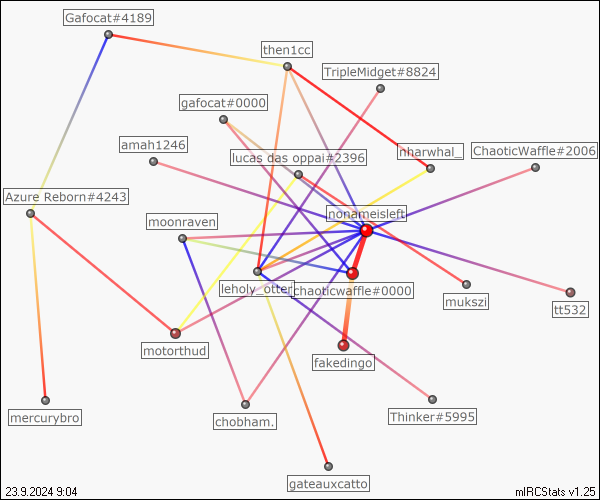 Gafocat#4189
then1cc
TripleMidget#8824
gafocat#0000
amah1246
lucas das oppai#2396
nharwhal_
ChaoticWaffle#2006
Azure Reborn#4243
moonraven
nonameisleft
leholy_otter
chaoticwaffle#0000
mukszi
tt532
motorthud
fakedingo
mercurybro
chobham.
Thinker#5995
gateauxcatto
23.9.2024 9:04
mIRCStats v1.25